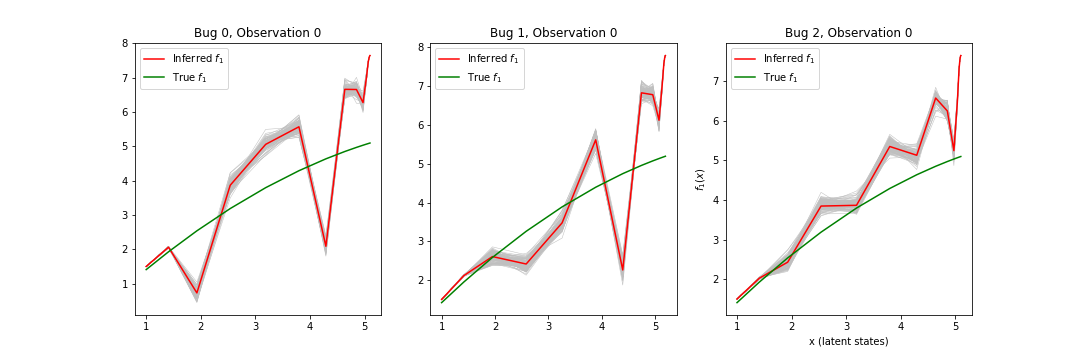 Bug 0, Observation 0
Inferred f₁
True f₁
8
7
6
5
4
3
2
1
1 2 3 4 5
Bug 1, Observation 0
Inferred f₁
True f₁
8
7
6
5
4
3
2
1 2 3 4 5
Bug 2, Observation 0
Inferred f₁
True f₁
f₁(x)
7
6
5
4
3
2
1 2 3 4 5
x (latent states)